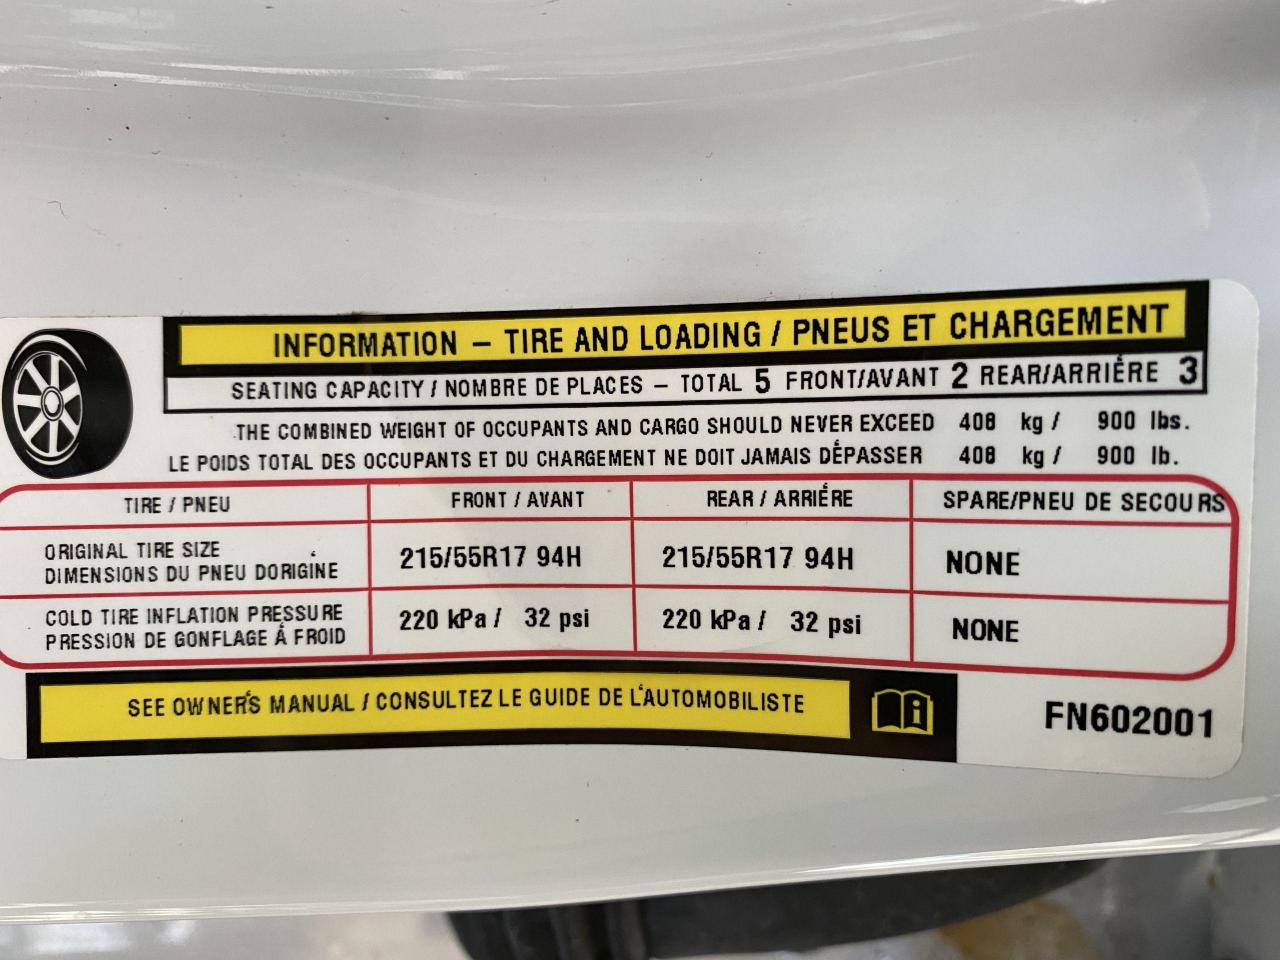 INFORMATION – TIRE AND LOADING / PNEUS ET CHARGEMENT
SEATING CAPACITY / NOMBRE DE PLACES – TOTAL 5 FRONT/AVANT 2 REAR/ARRIÉRE 3
THE COMBINED WEIGHT OF OCCUPANTS AND CARGO SHOULD NEVER EXCEED 408 kg / 900 lbs.
LE POIDS TOTAL DES OCCUPANTS ET DU CHARGEMENT NE DOIT JAMAIS DÉPASSER 408 kg / 900 lb.
TIRE / PNEU FRONT / AVANT REAR / ARRIÉRE SPARE/PNEU DE SECOURS
ORIGINAL TIRE SIZE
DIMENSIONS DU PNEU D'ORIGINE 215/55R17 94H 215/55R17 94H NONE
COLD TIRE INFLATION PRESSURE
PRESSION DE GONFLAGE Á FROID 220 kPa / 32 psi 220 kPa / 32 psi NONE
SEE OWNER'S MANUAL / CONSULTEZ LE GUIDE DE L'AUTOMOBILISTE
FN602001